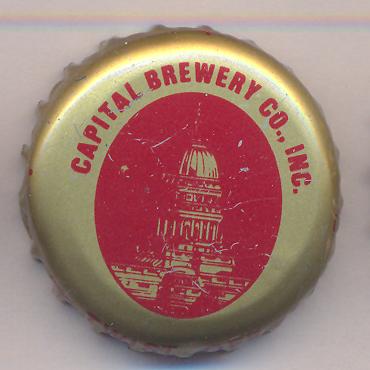 CAPITAL BREWERY CO., INC.